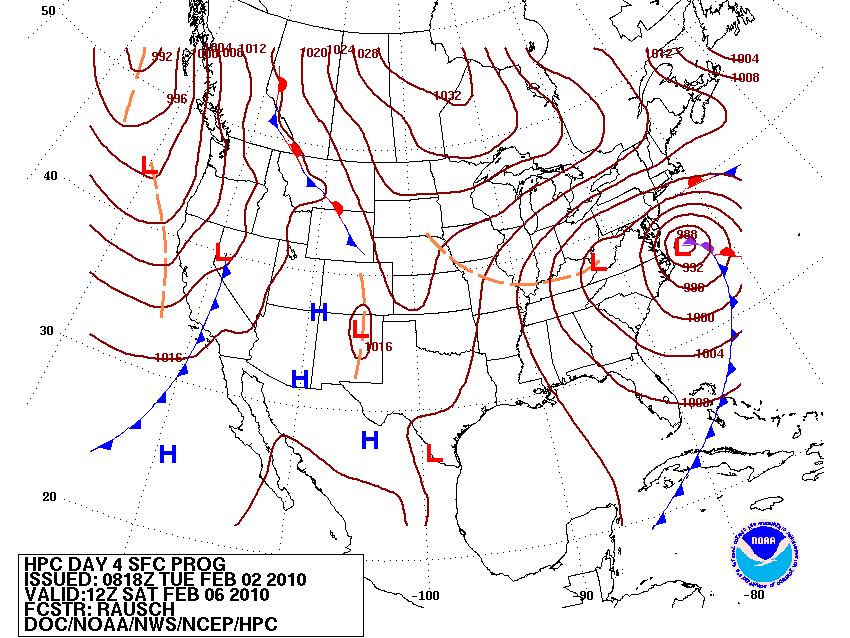 50
992
1000
1004
1008
1012
1020
1024
1028
1012
1004
1008
996
1032
L
40
L
988
L
L
992
996
H
1000
30
L
1016
1016
1004
H
1008
H
H
L
20
NOAA
HPC DAY 4 SFC PROG
ISSUED: 0818Z TUE FEB 02 2010
VALID:12Z SAT FEB 06 2010
FCSTR: RAUSCH
DOC/NOAA/NWS/NCEP/HPC
-100
-90
-80